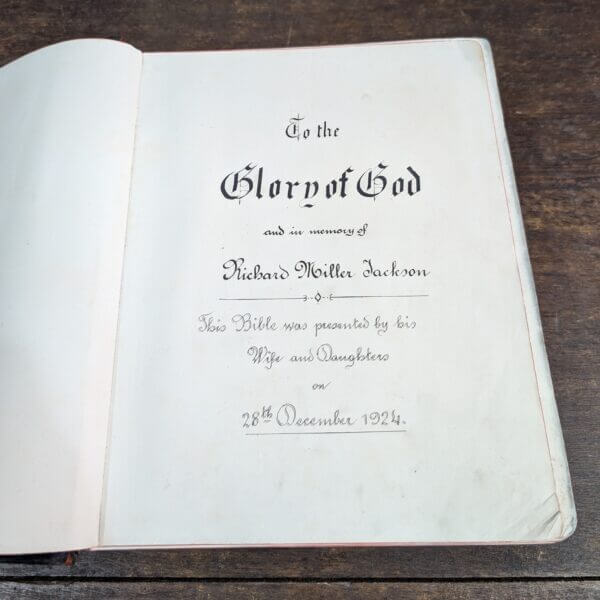 To the
Glory of God
and in memory of
Richard Miller Jackson
This Bible was presented by his
Wife and Daughters
on
28th December 1924.